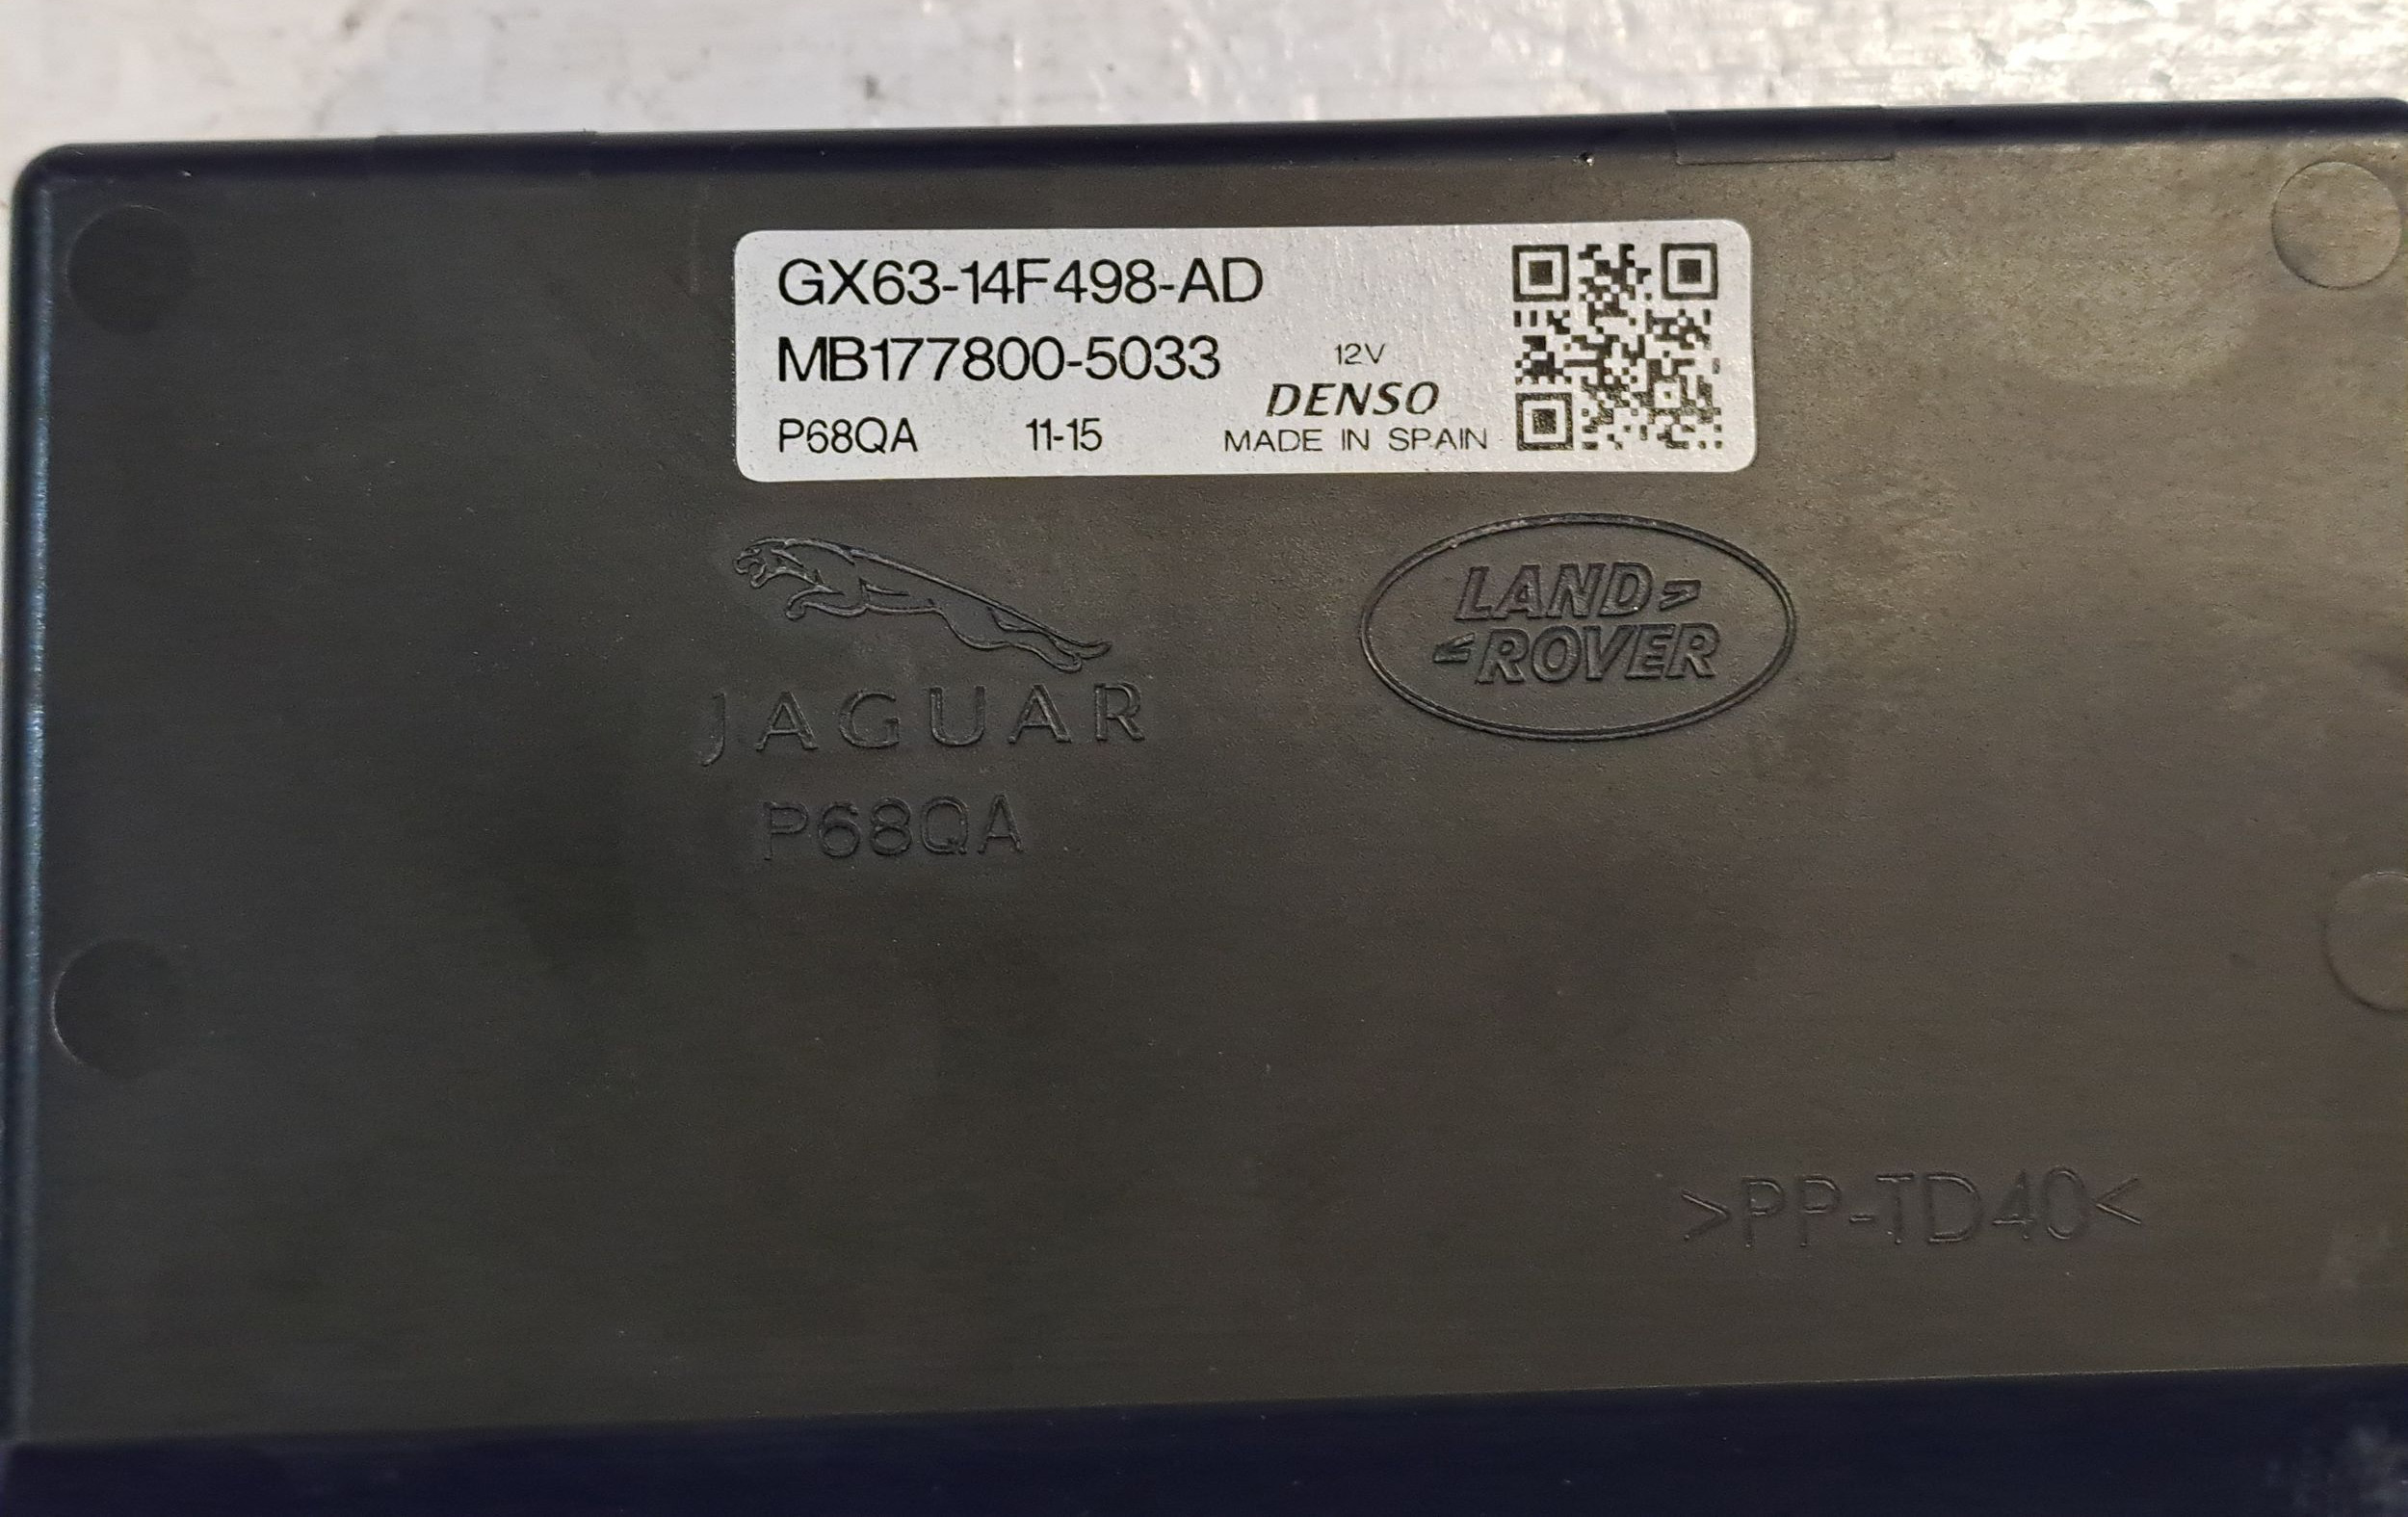 GX63-14F498-AD
MB177800-5033
12V
DENSO
P68QA 11-15 MADE IN SPAIN
JAGUAR
LAND
ROVER
P68QA
>PP-TD40<